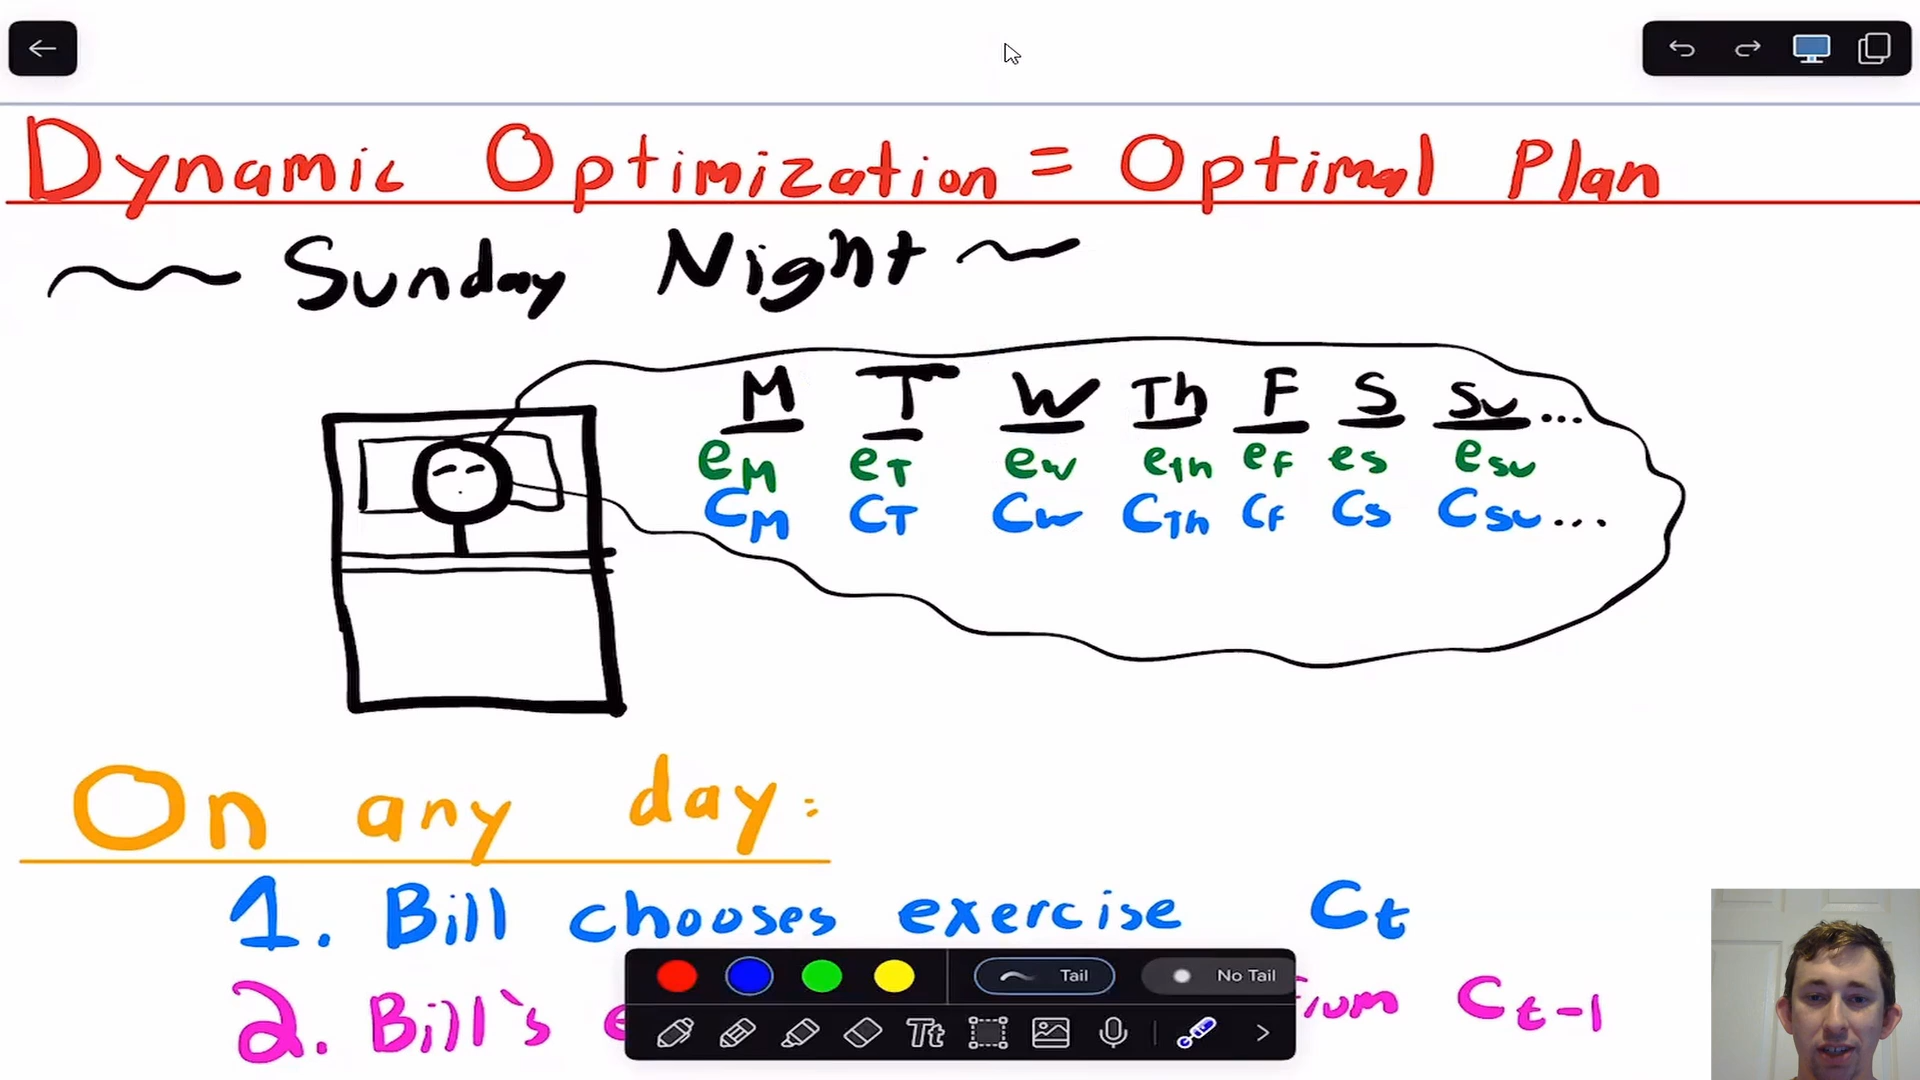 Dynamic Optimization = Optimal Plan
~ Sunday Night ~
M T W Th F S Su ...
eM eT eW eTh eF eS eSu
CM CT CW CTh CF CS CSu ...
On any day:
1. Bill chooses exercise Ct
2. Bill's Ct-1
Tail No Tail
Tt